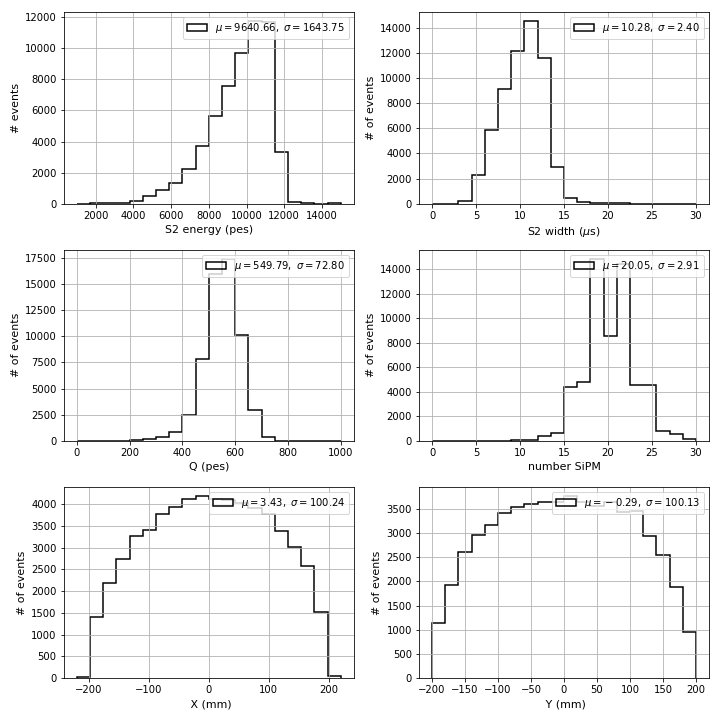 μ = 9640.66, σ = 1643.75
12000
10000
8000
6000
4000
2000
0
# events
2000 4000 6000 8000 10000 12000 14000
S2 energy (pes)
μ = 10.28, σ = 2.40
14000
12000
10000
8000
6000
4000
2000
0
# of events
0 5 10 15 20 25 30
S2 width (μs)
μ = 549.79, σ = 72.80
17500
15000
12500
10000
7500
5000
2500
0
# of events
0 200 400 600 800 1000
Q (pes)
μ = 20.05, σ = 2.91
14000
12000
10000
8000
6000
4000
2000
0
# of events
0 5 10 15 20 25 30
number SiPM
μ = 3.43, σ = 100.24
4000
3500
3000
2500
2000
1500
1000
500
0
# of events
−200 −100 0 100 200
X (mm)
μ = −0.29, σ = 100.13
3500
3000
2500
2000
1500
1000
500
0
# of events
−200 −150 −100 −50 0 50 100 150 200
Y (mm)